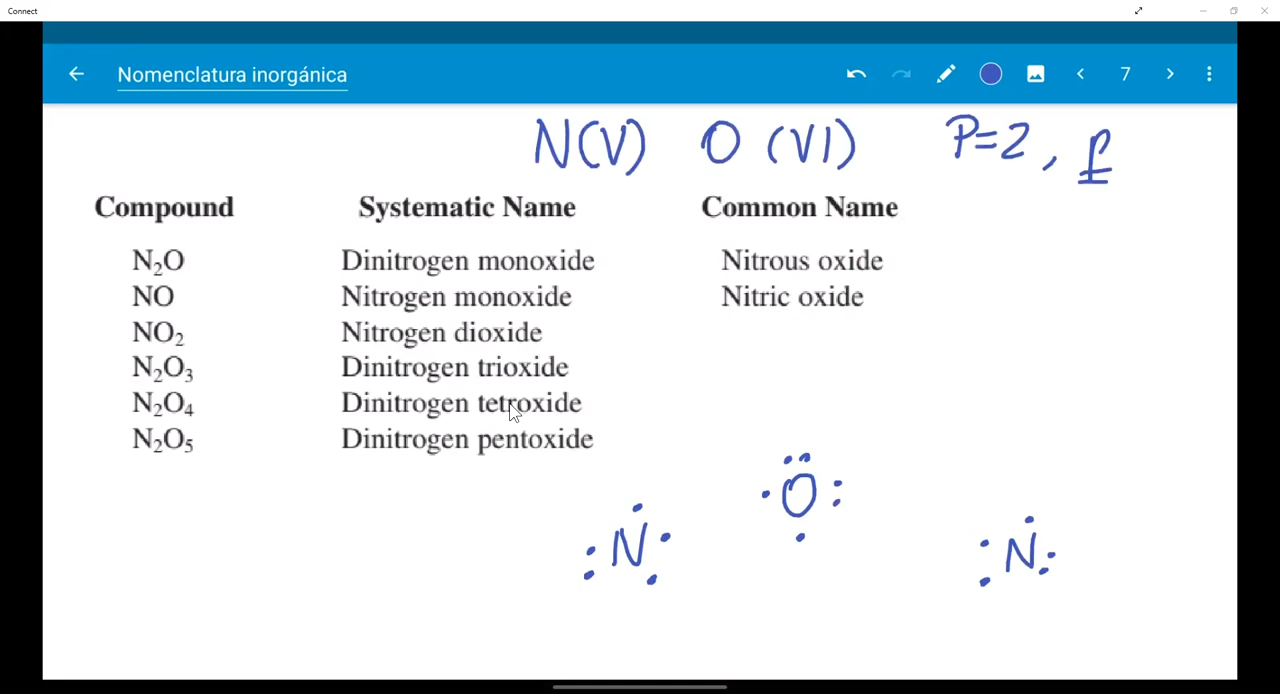 Connect
Nomenclatura inorgánica 7
N(V) O (VI) P=2, f
Compound Systematic Name Common Name
N₂O Dinitrogen monoxide Nitrous oxide
NO Nitrogen monoxide Nitric oxide
NO₂ Nitrogen dioxide
N₂O₃ Dinitrogen trioxide
N₂O₄ Dinitrogen tetroxide
N₂O₅ Dinitrogen pentoxide
O
N N